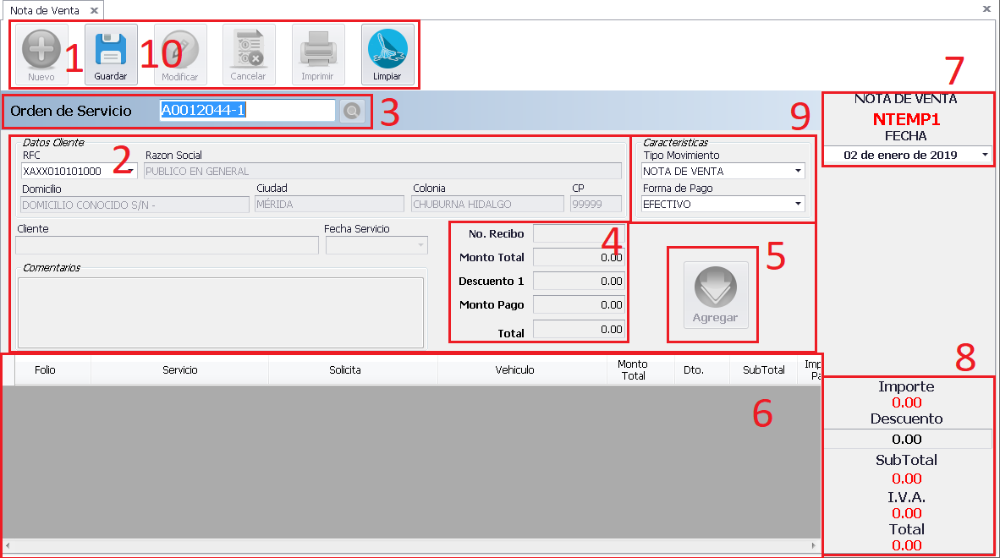 Nota de Venta
1
10
Nuevo
Guardar
Modificar
Cancelar
Imprimir
Limpiar
Orden de Servicio
A0012044-1
3
9
7
NOTA DE VENTA
NTEMP1
FECHA
02 de enero de 2019
Datos Cliente
2
RFC
Razon Social
XAXX010101000
PUBLICO EN GENERAL
Domicilio
Ciudad
Colonia
CP
DOMICILIO CONOCIDO S/N -
MÉRIDA
CHUBURNA HIDALGO
99999
Caracteristicas
Tipo Movimiento
NOTA DE VENTA
Forma de Pago
EFECTIVO
Cliente
Fecha Servicio
Comentarios
4
No. Recibo
Monto Total
0.00
Descuento 1
0.00
Monto Pago
0.00
Total
0.00
5
Agregar
Folio
Servicio
Solicita
Vehiculo
Monto
Total
Dto.
SubTotal
Imp
Pa
6
8
Importe
0.00
Descuento
0.00
SubTotal
0.00
I.V.A.
0.00
Total
0.00